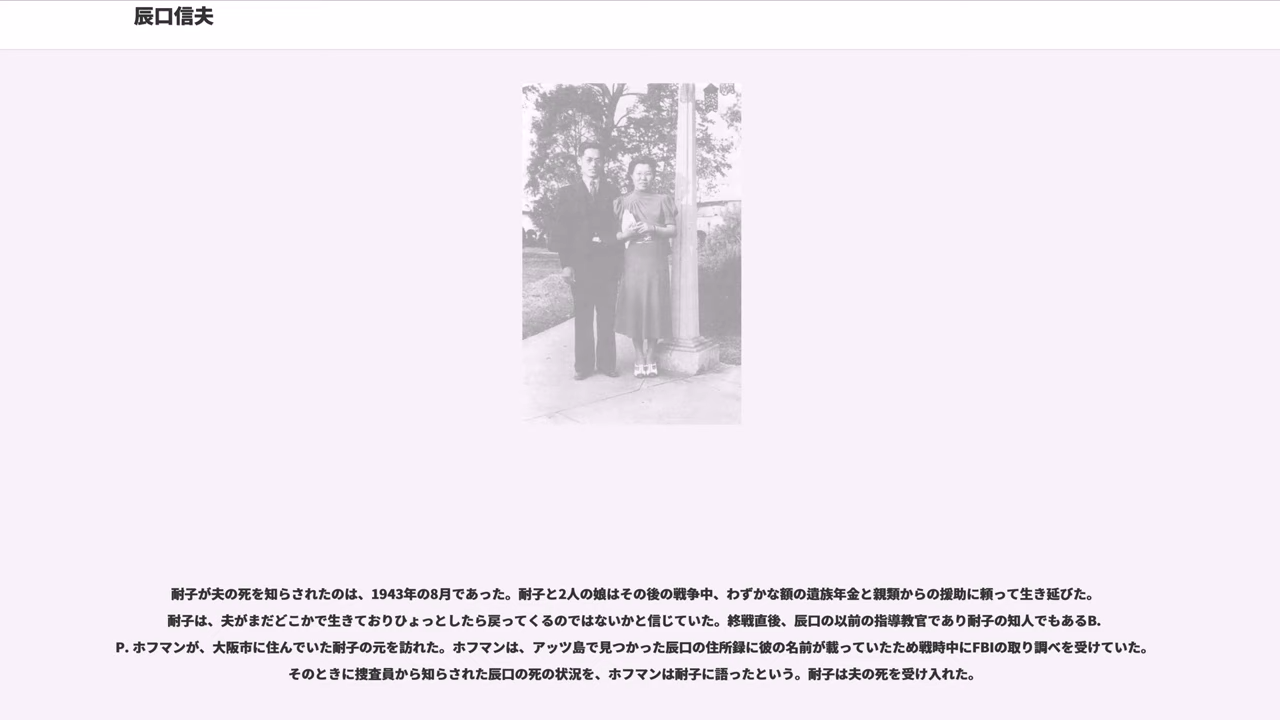 辰口信夫
耐子が夫の死を知らされたのは、1943年の8月であった。耐子と2人の娘はその後の戦争中、わずかな額の遺族年金と親類からの援助に頼って生き延びた。
耐子は、夫がまだどこかで生きておりひょっとしたら戻ってくるのではないかと信じていた。終戦直後、辰口の以前の指導教官であり耐子の知人でもあるB.
P. ホフマンが、大阪市に住んでいた耐子の元を訪れた。ホフマンは、アッツ島で見つかった辰口の住所録に彼の名前が載っていたため戦時中にFBIの取り調べを受けていた。
そのときに捜査員から知らされた辰口の死の状況を、ホフマンは耐子に語ったという。耐子は夫の死を受け入れた。